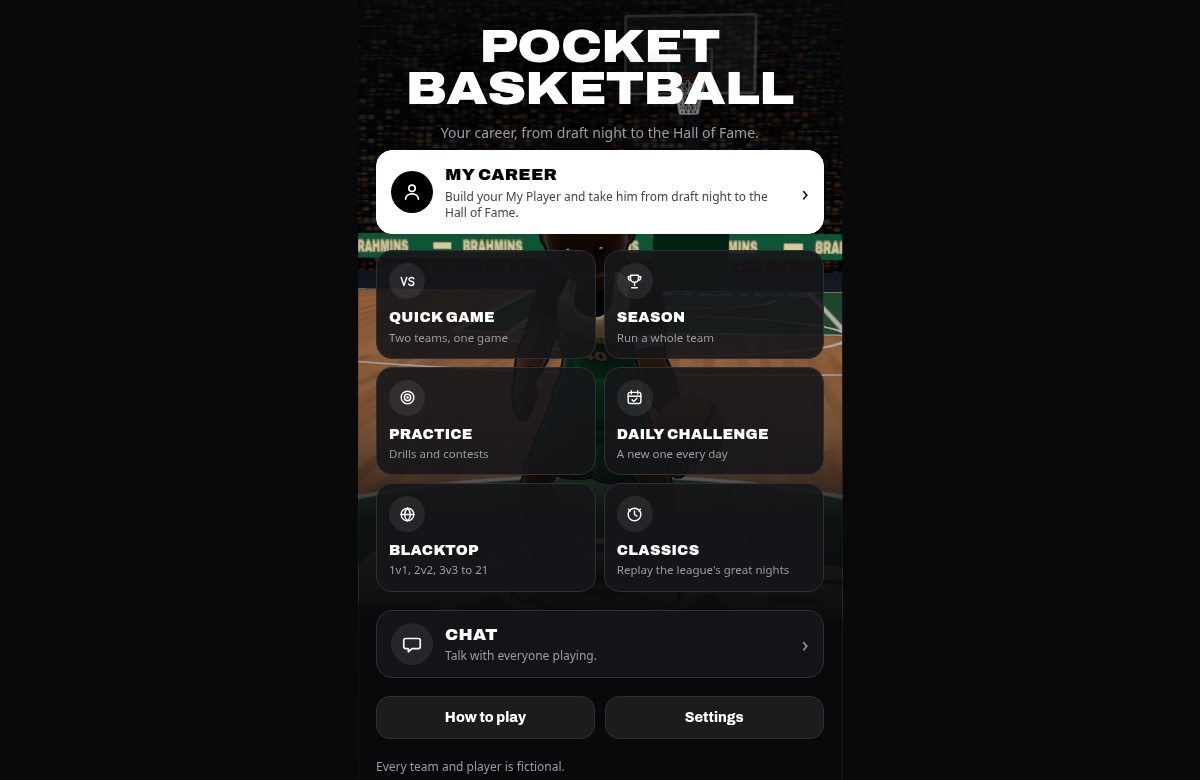 POCKET
BASKETBALL
Your career, from draft night to the Hall of Fame.
MY CAREER
Build your My Player and take him from draft night to the
Hall of Fame.
›
RAHMINS BRAHMINS NS MINS BRAI
VS
QUICK GAME
Two teams, one game
SEASON
Run a whole team
PRACTICE
Drills and contests
DAILY CHALLENGE
A new one every day
BLACKTOP
1v1, 2v2, 3v3 to 21
CLASSICS
Replay the league's great nights
CHAT
Talk with everyone playing.
›
How to play
Settings
Every team and player is fictional.